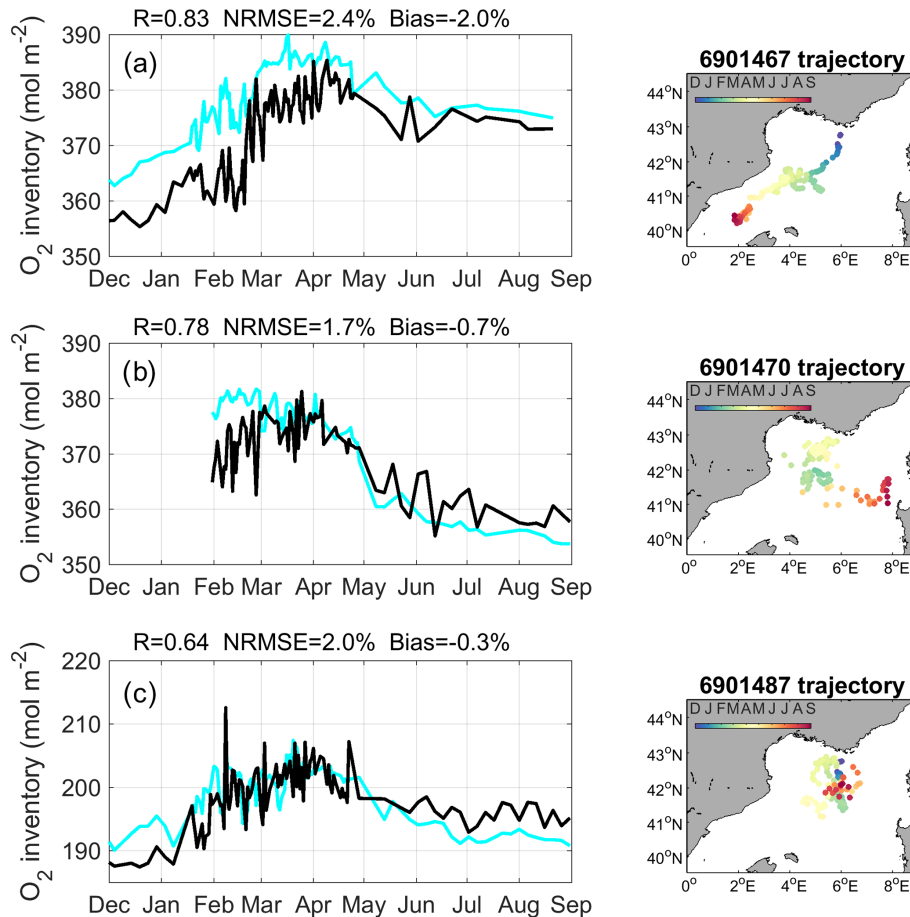 R=0.83 NRMSE=2.4% Bias=-2.0%
(a)
O2 inventory (mol m-2)
390
380
370
360
350
Dec Jan Feb Mar Apr May Jun Jul Aug Sep
6901467 trajectory
D J F M A M J J A S
44°N
43°N
42°N
41°N
40°N
0° 2°E 4°E 6°E 8°E
R=0.78 NRMSE=1.7% Bias=-0.7%
(b)
O2 inventory (mol m-2)
390
380
370
360
350
Dec Jan Feb Mar Apr May Jun Jul Aug Sep
6901470 trajectory
D J F M A M J J A S
44°N
43°N
42°N
41°N
40°N
0° 2°E 4°E 6°E 8°E
R=0.64 NRMSE=2.0% Bias=-0.3%
(c)
O2 inventory (mol m-2)
220
210
200
190
Dec Jan Feb Mar Apr May Jun Jul Aug Sep
6901487 trajectory
D J F M A M J J A S
44°N
43°N
42°N
41°N
40°N
0° 2°E 4°E 6°E 8°E